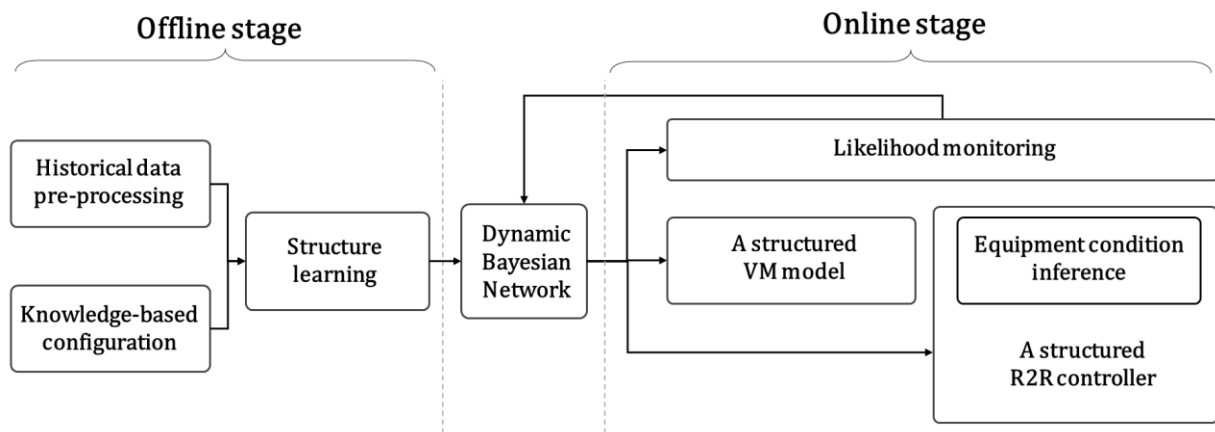 Offline stage
Online stage
Historical data
pre-processing
Knowledge-based
configuration
Structure
learning
Dynamic
Bayesian
Network
Likelihood monitoring
A structured
VM model
Equipment condition
inference
A structured
R2R controller